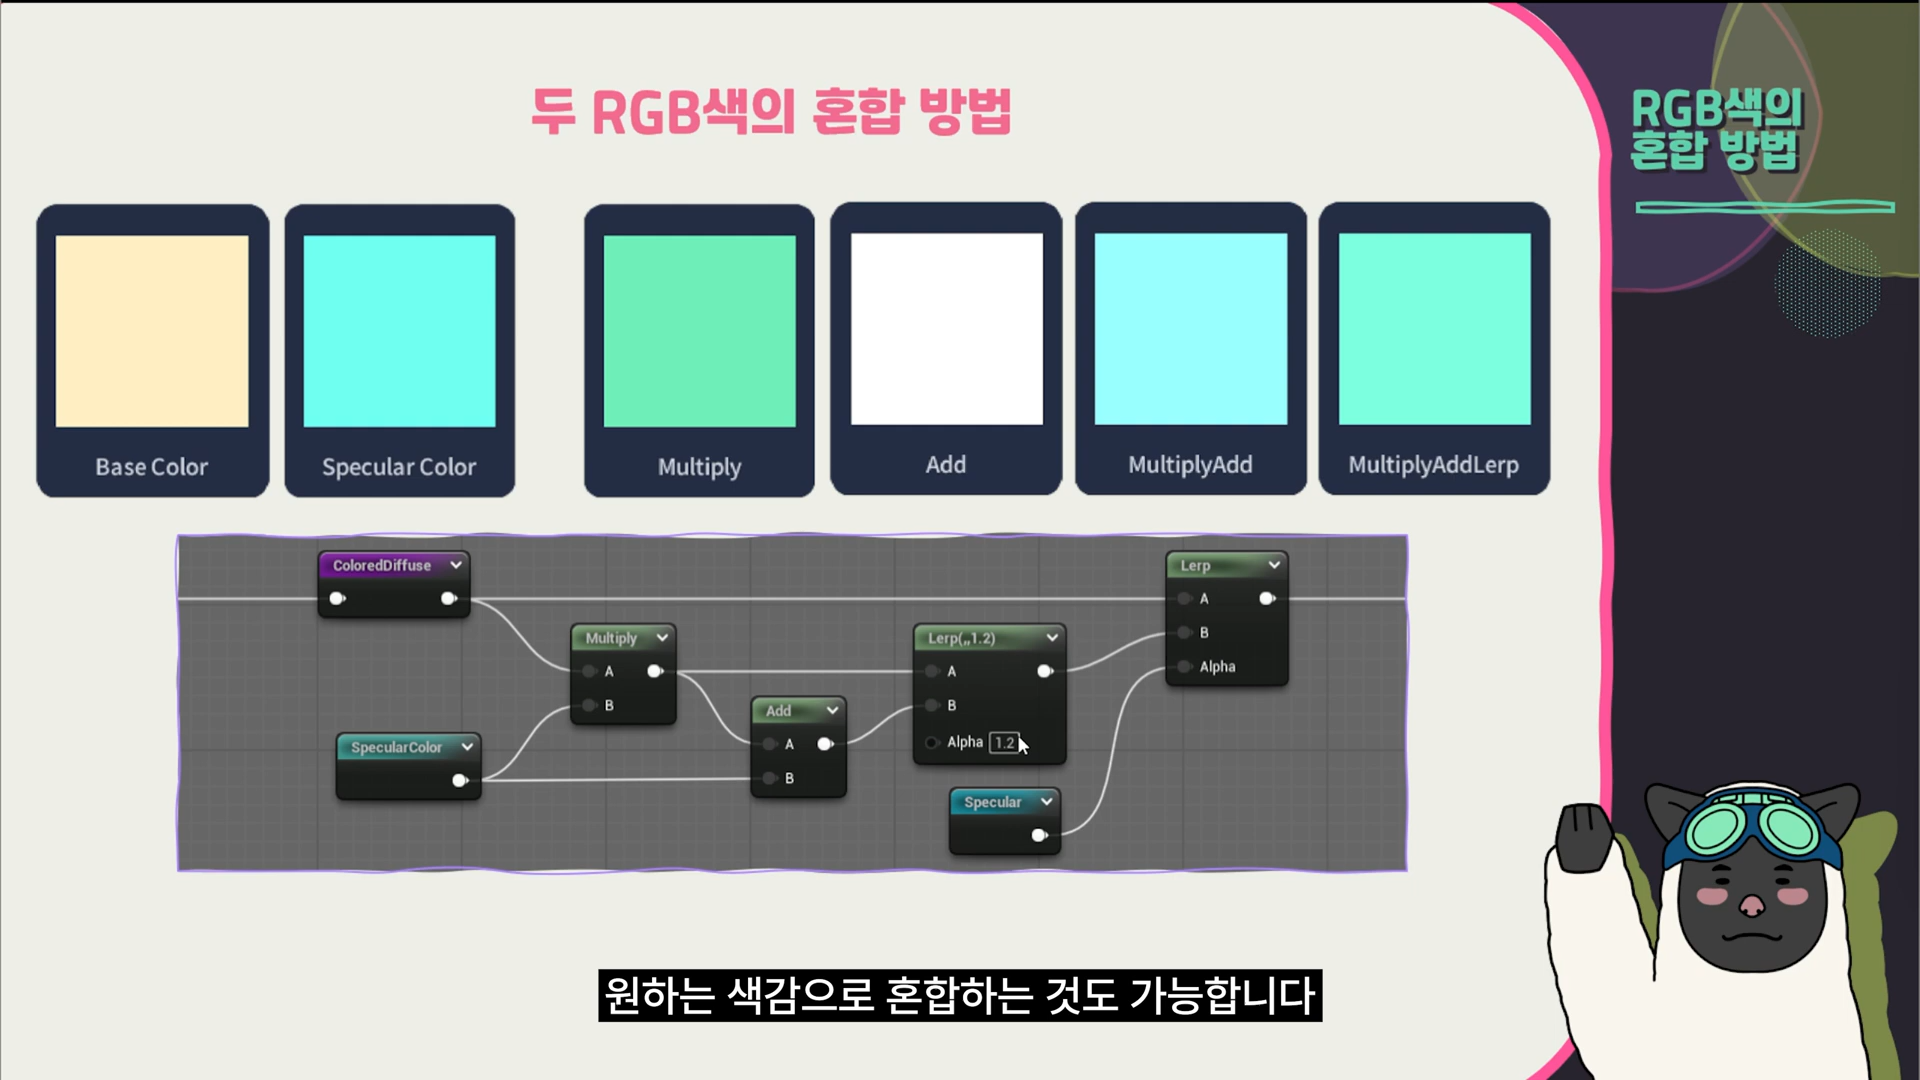 두 RGB색의 혼합 방법
RGB색의
혼합 방법
Base Color
Specular Color
Multiply
Add
MultiplyAdd
MultiplyAddLerp
ColoredDiffuse
Multiply
A
B
SpecularColor
Add
A
B
Lerp(,,1.2)
A
B
Alpha 1.2
Specular
Lerp
A
B
Alpha
원하는 색감으로 혼합하는 것도 가능합니다